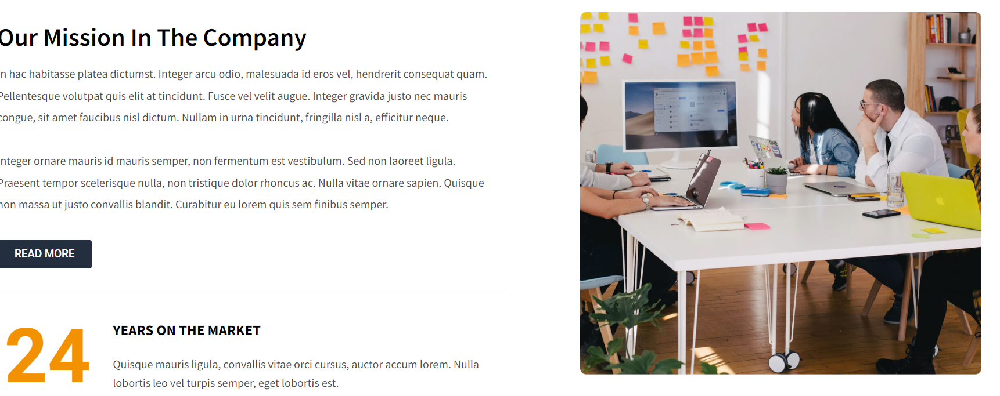 Our Mission In The Company
n hac habitasse platea dictumst. Integer arcu odio, malesuada id eros vel, hendrerit consequat quam.
Pellentesque volutpat quis elit at tincidunt. Fusce vel velit augue. Integer gravida justo nec mauris
congue, sit amet faucibus nisl dictum. Nullam in urna tincidunt, fringilla nisl a, efficitur neque.
nteger ornare mauris id mauris semper, non fermentum est vestibulum. Sed non laoreet ligula.
Praesent tempor scelerisque nulla, non tristique dolor rhoncus ac. Nulla vitae ornare sapien. Quisque
non massa ut justo convallis blandit. Curabitur eu lorem quis sem finibus semper.
READ MORE
24
YEARS ON THE MARKET
Quisque mauris ligula, convallis vitae orci cursus, auctor accum lorem. Nulla
lobortis leo vel turpis semper, eget lobortis est.
DMZ